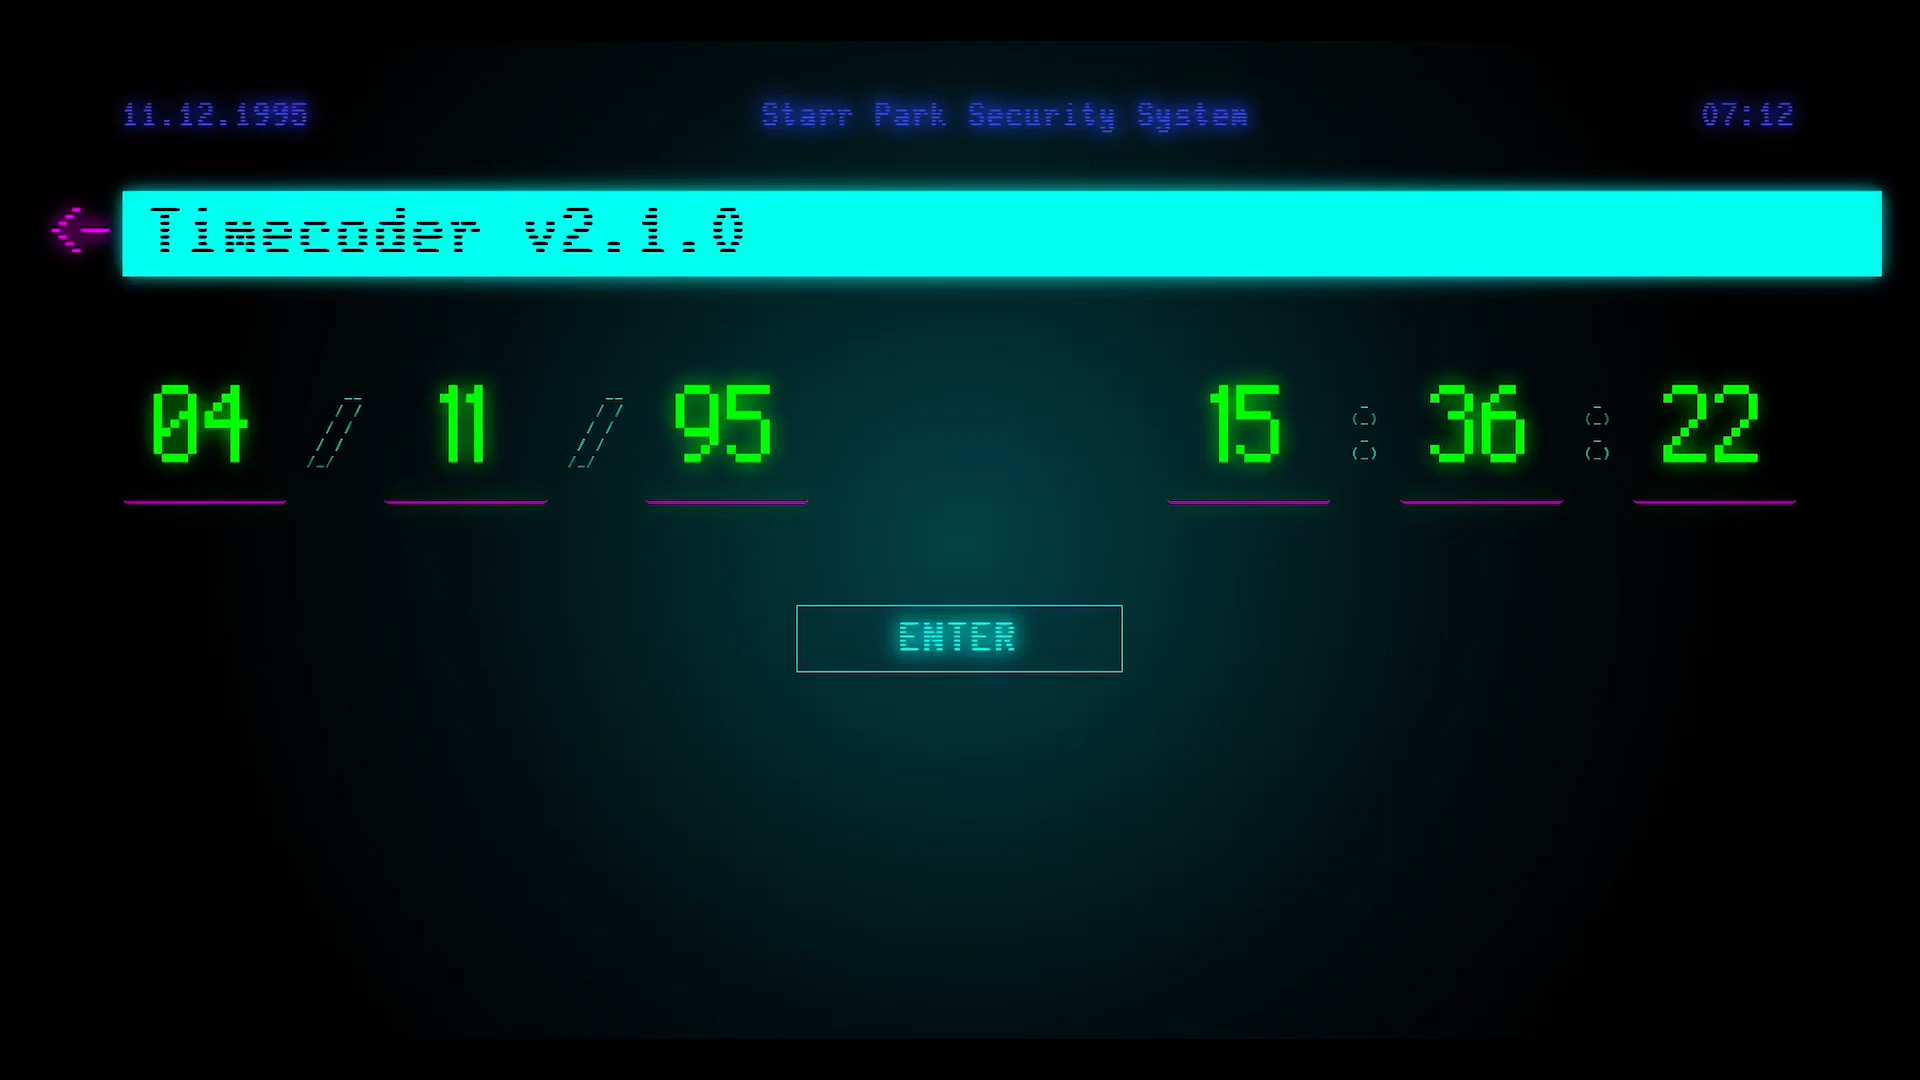 11.12.1995 Starr Park Security System 07:12
Timecoder v2.1.0
04 / 11 / 95 15 : 36 : 22
ENTER